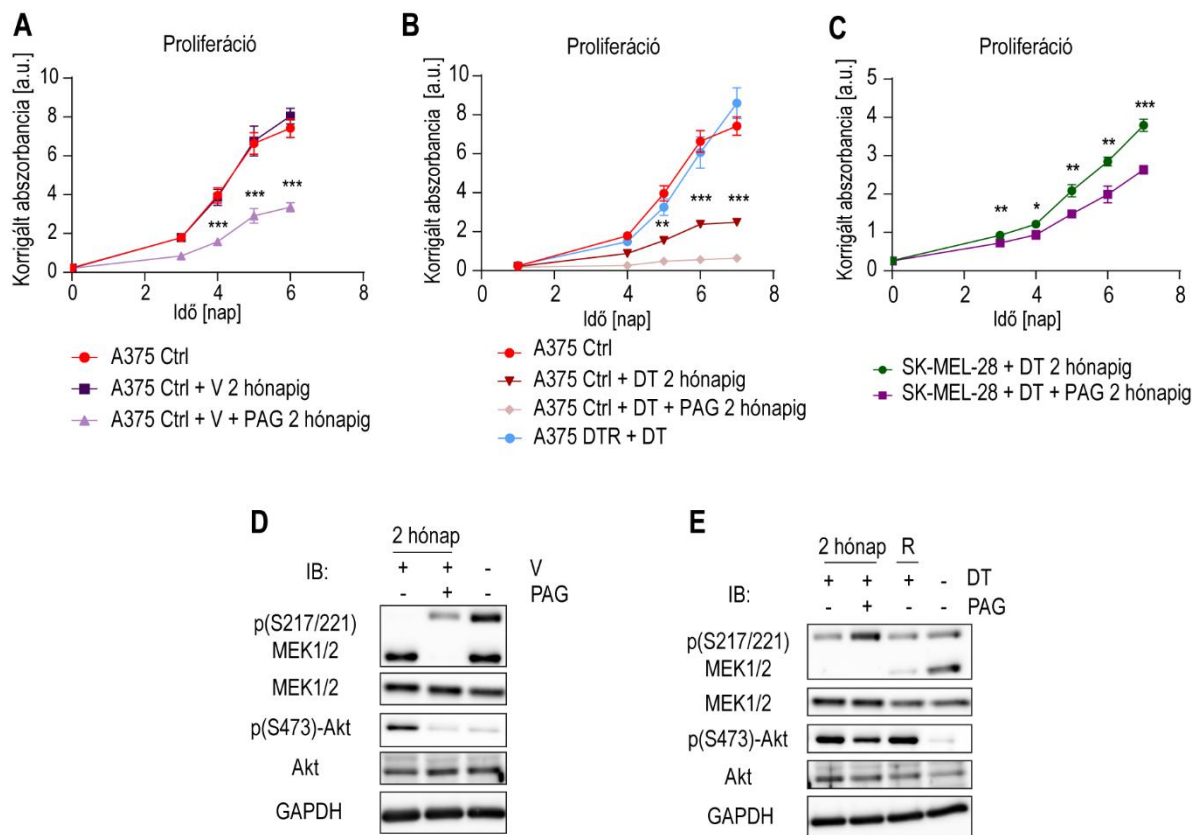 A
Proliferáció
Korrigált abszorbancia [a.u.]
10
8
6
4
2
0
0 2 4 6 8
***
***
***
Idő [nap]
A375 Ctrl
A375 Ctrl + V 2 hónapig
A375 Ctrl + V + PAG 2 hónapig
B
Proliferáció
Korrigált abszorbancia [a.u.]
10
8
6
4
2
0
0 2 4 6 8
**
***
***
Idő [nap]
A375 Ctrl
A375 Ctrl + DT 2 hónapig
A375 Ctrl + DT + PAG 2 hónapig
A375 DTR + DT
C
Proliferáció
Korrigált abszorbancia [a.u.]
5
4
3
2
1
0
0 2 4 6 8
**
*
**
**
***
Idő [nap]
SK-MEL-28 + DT 2 hónapig
SK-MEL-28 + DT + PAG 2 hónapig
D
2 hónap
IB: + + - V
- + - PAG
p(S217/221)
MEK1/2
MEK1/2
p(S473)-Akt
Akt
GAPDH
E
2 hónap R
+ + + - DT
IB: - + - - PAG
p(S217/221)
MEK1/2
MEK1/2
p(S473)-Akt
Akt
GAPDH